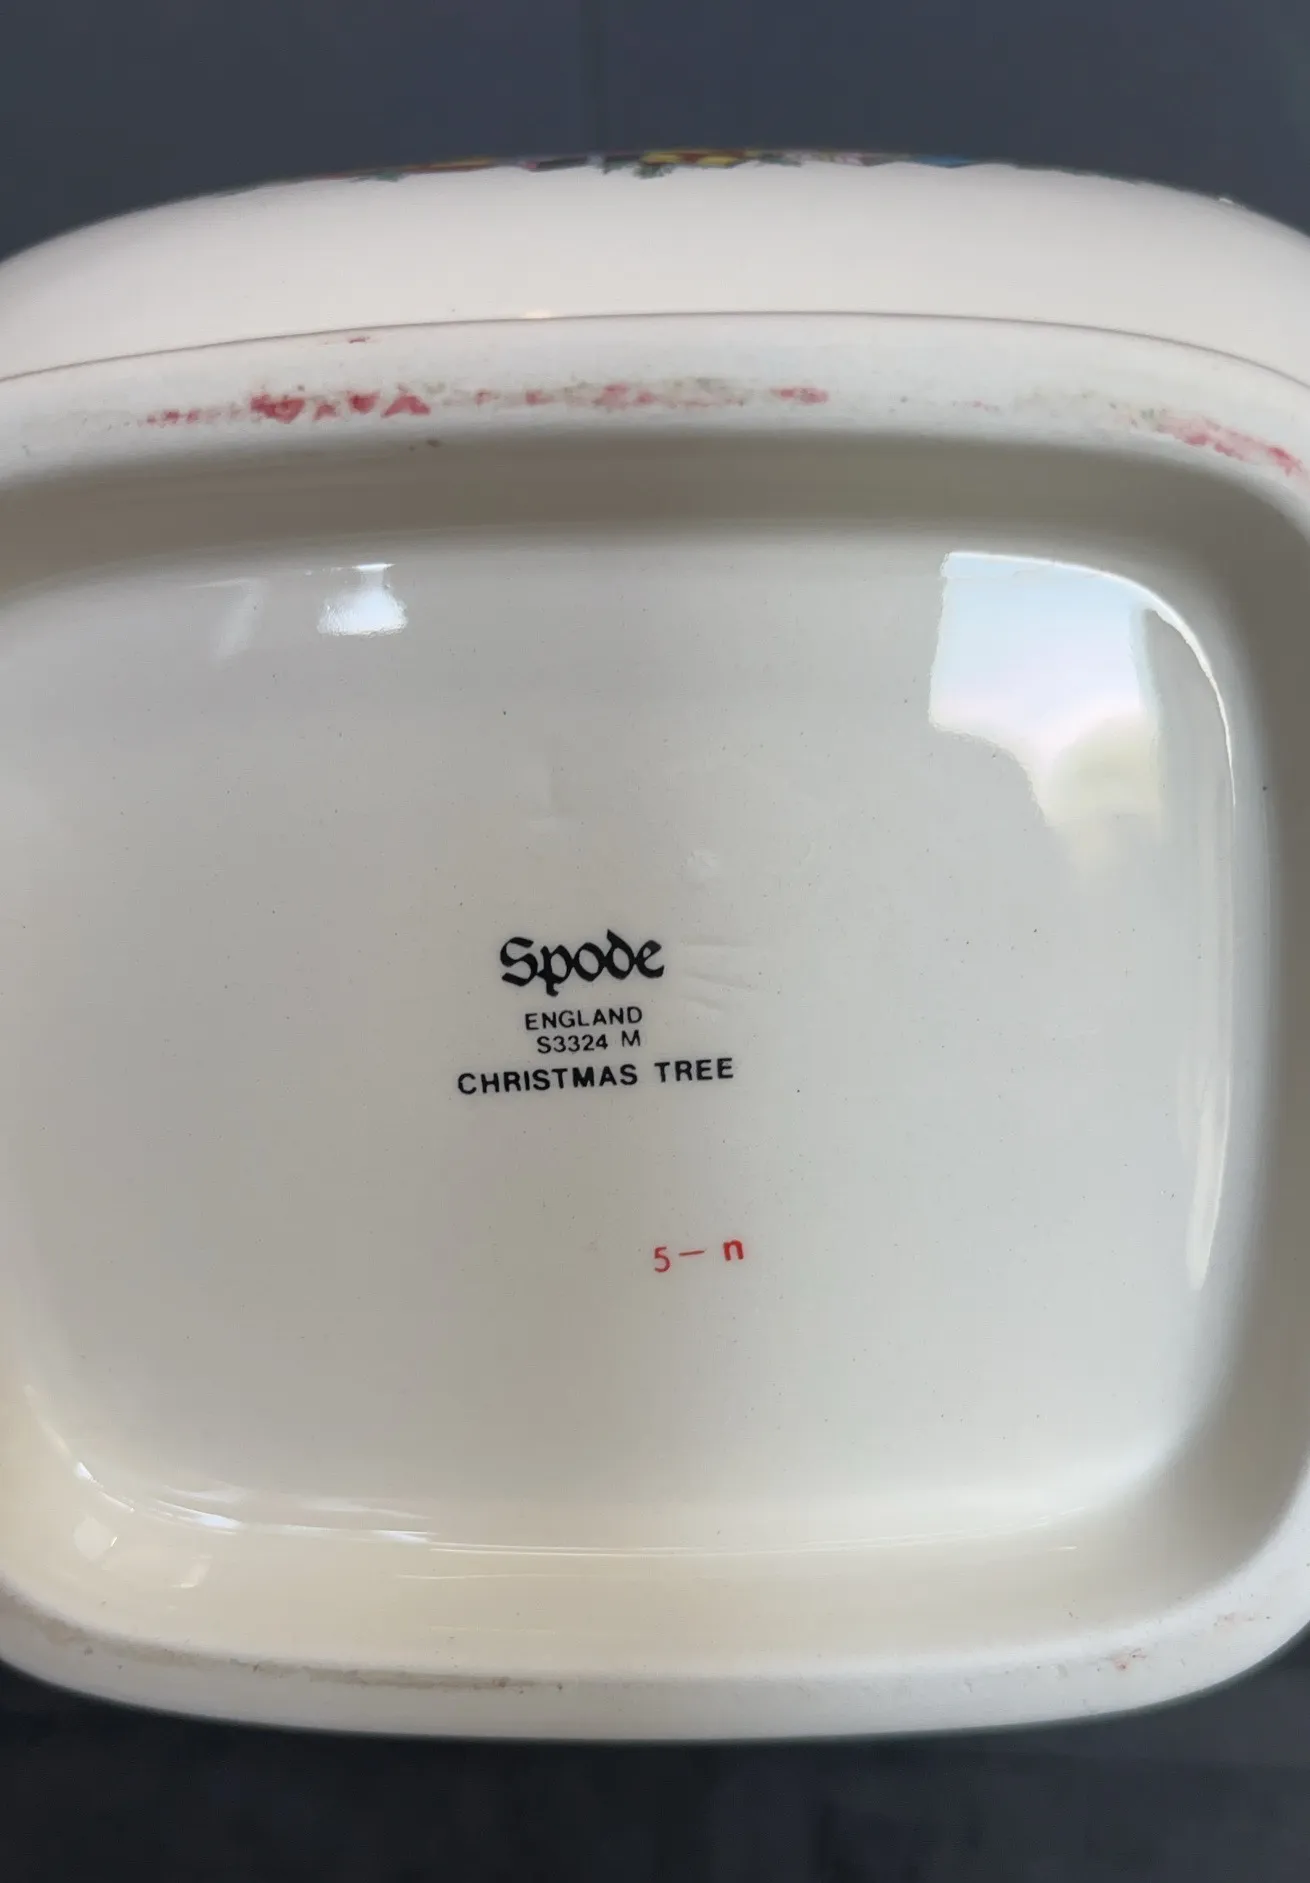 Spode
ENGLAND
S3324 M
CHRISTMAS TREE
5 – n